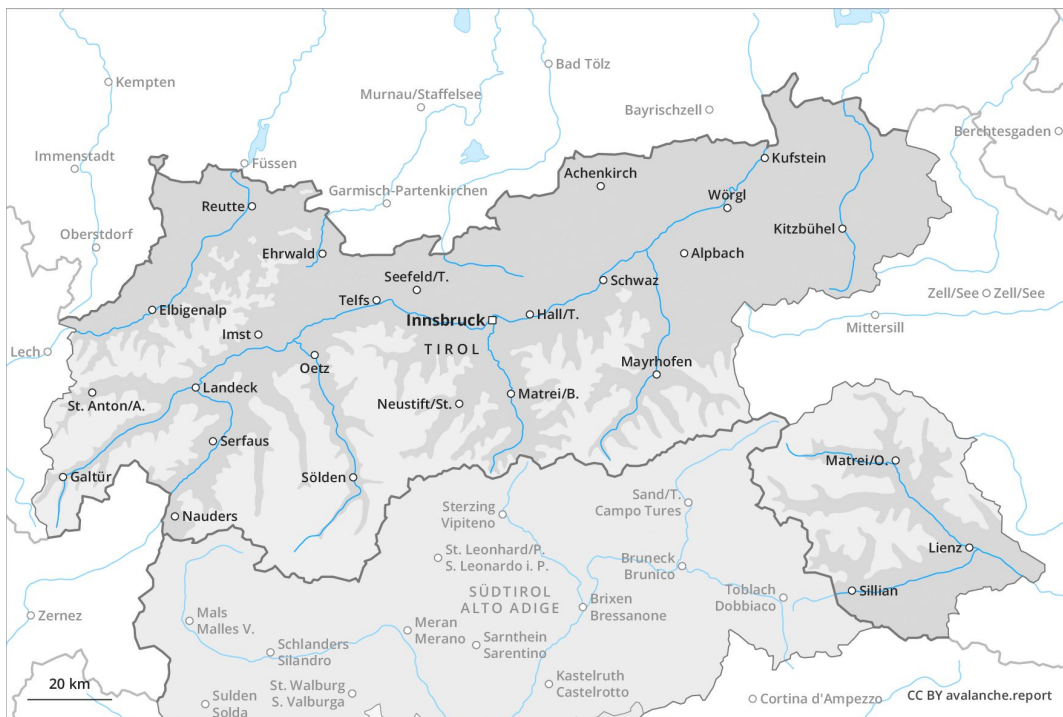 Kempten
Bad Tölz
Murnau/Staffelsee
Bayrischzell
Berchtesgaden
Immenstadt
Füssen
Kufstein
Achenkirch
Garmisch-Partenkirchen
Reutte
Wörgl
Oberstdorf
Kitzbühel
Ehrwald
Alpbach
Seefeld/T.
Schwaz
Zell/See
Zell/See
Telfs
Elbigenalp
Innsbruck
Hall/T.
Mittersill
Imst
TIROL
Lech
Oetz
Mayrhofen
Landeck
Matrei/B.
St. Anton/A.
Neustift/St.
Serfaus
Matrei/O.
Galtür
Sölden
Sand/T.
Campo Tures
Sterzing
Vipiteno
Nauders
Lienz
St. Leonhard/P.
S. Leonardo i. P.
Bruneck
Brunico
SÜDTIROL
ALTO ADIGE
Sillian
Toblach
Dobbiaco
Brixen
Bressanone
Zernez
Mals
Malles V.
Meran
Merano
Sarnthein
Sarentino
Schlanders
Silandro
20 km
St. Walburg
S. Valburga
Kastelruth
Castelrotto
Sulden
Solda
Cortina d'Ampezzo
CC BY avalanche.report